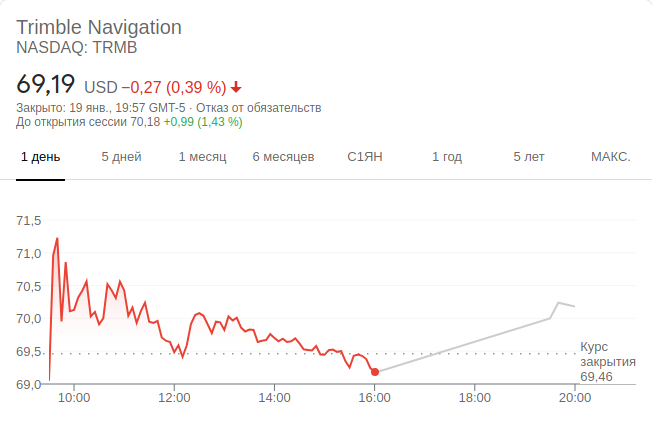 Trimble Navigation
NASDAQ: TRMB
69,19 USD −0,27 (0,39 %)
Закрыто: 19 янв., 19:57 GMT-5 · Отказ от обязательств
До открытия сессии 70,18 +0,99 (1,43 %)
1 день 5 дней 1 месяц 6 месяцев С1ЯН 1 год 5 лет МАКС.
71,5
71,0
70,5
70,0
69,5
69,0
Курс
закрытия
69,46
10:00 12:00 14:00 16:00 18:00 20:00